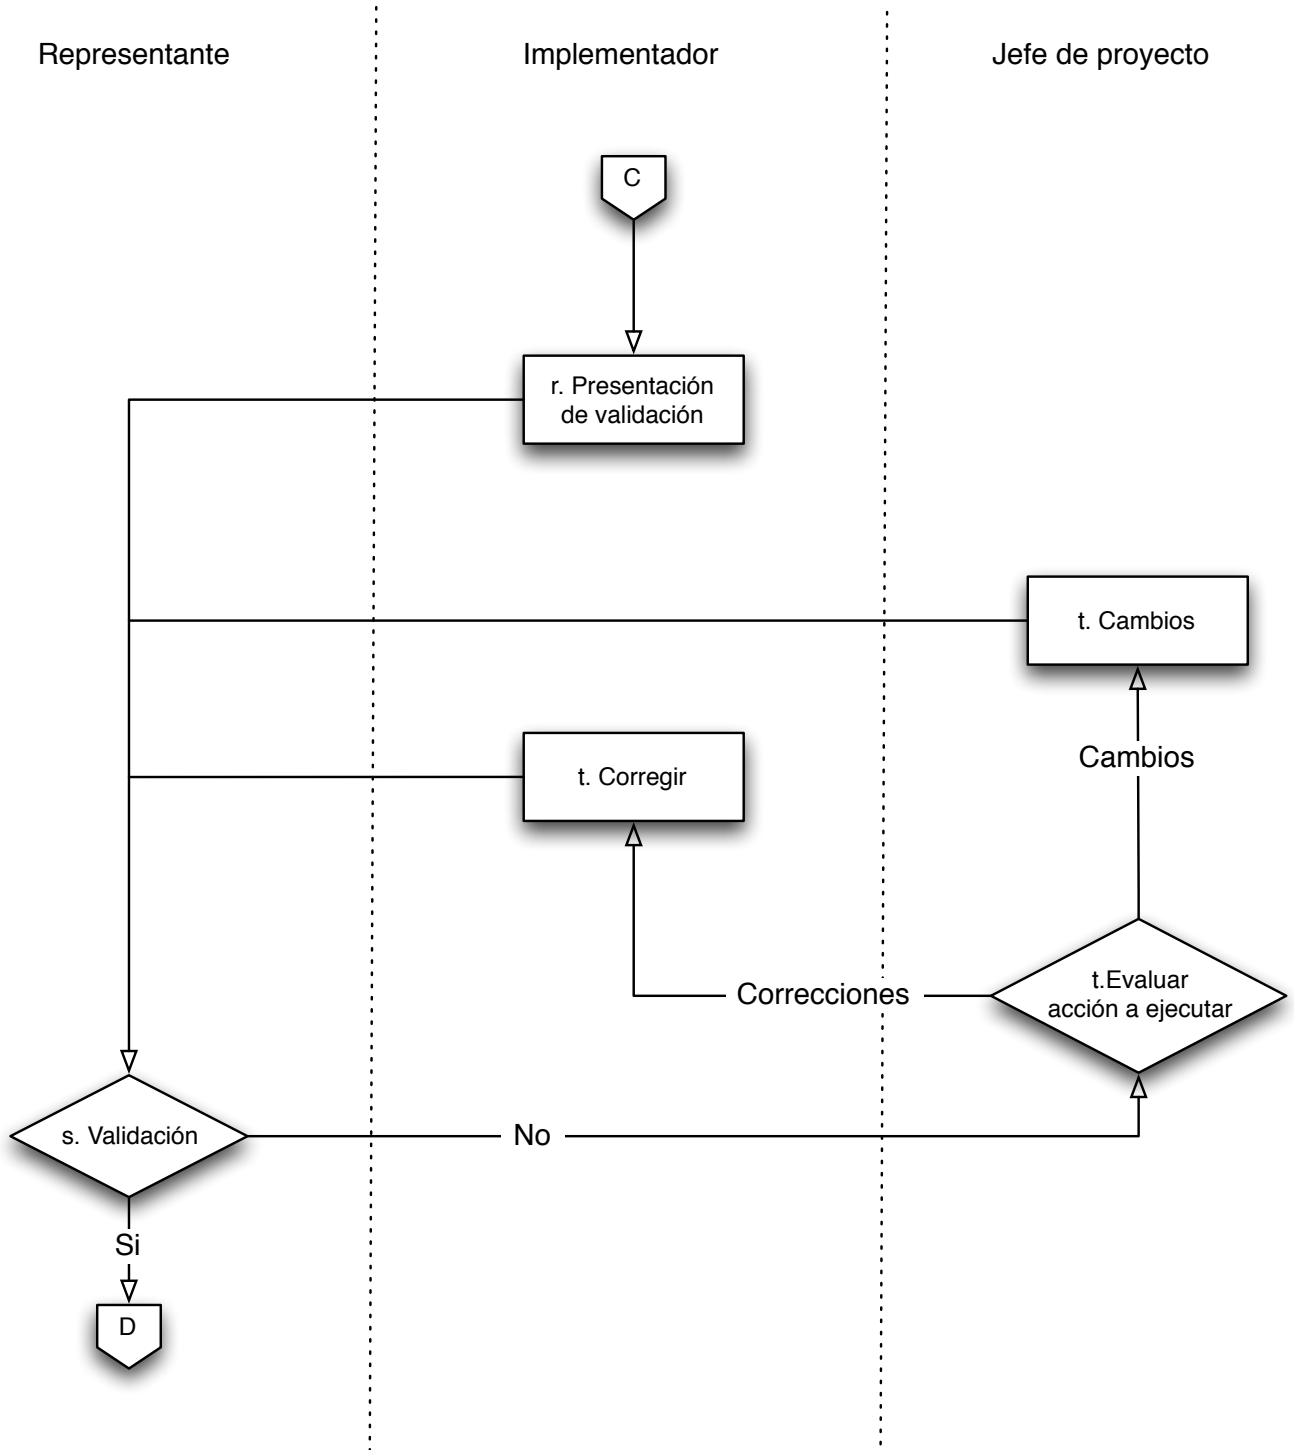 Representante
Implementador
Jefe de proyecto
C
r. Presentación
de validación
t. Cambios
Cambios
t. Corregir
t.Evaluar
acción a ejecutar
Correcciones
s. Validación
No
Si
D